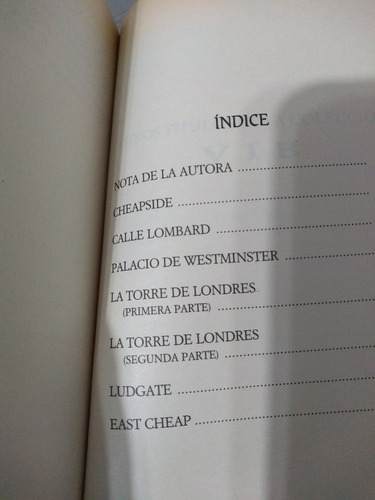 ÍNDICE
NOTA DE LA AUTORA ........................
CHEAPSIDE ........................................
CALLE LOMBARD ................................
PALACIO DE WESTMINSTER ................
LA TORRE DE LONDRES
(PRIMERA PARTE) ................................
LA TORRE DE LONDRES
(SEGUNDA PARTE) ...............................
LUDGATE ..........................................
EAST CHEAP ......................................